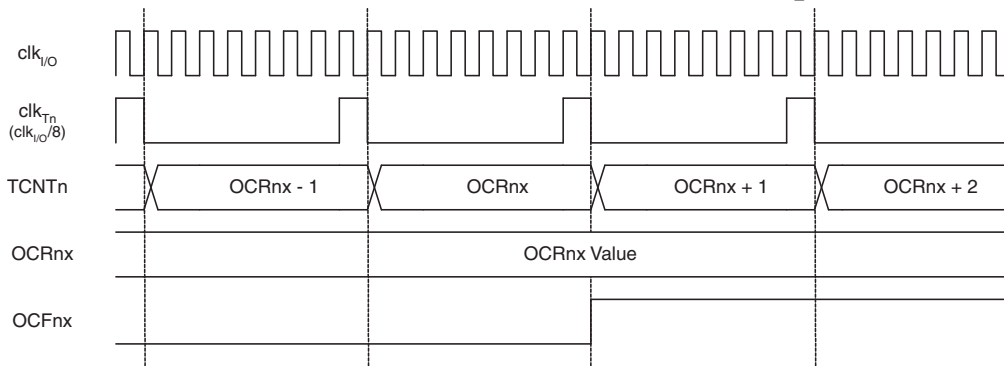 clkI/O
clkTn
(clkI/O/8)
TCNTn OCRnx - 1 OCRnx OCRnx + 1 OCRnx + 2
OCRnx OCRnx Value
OCFnx